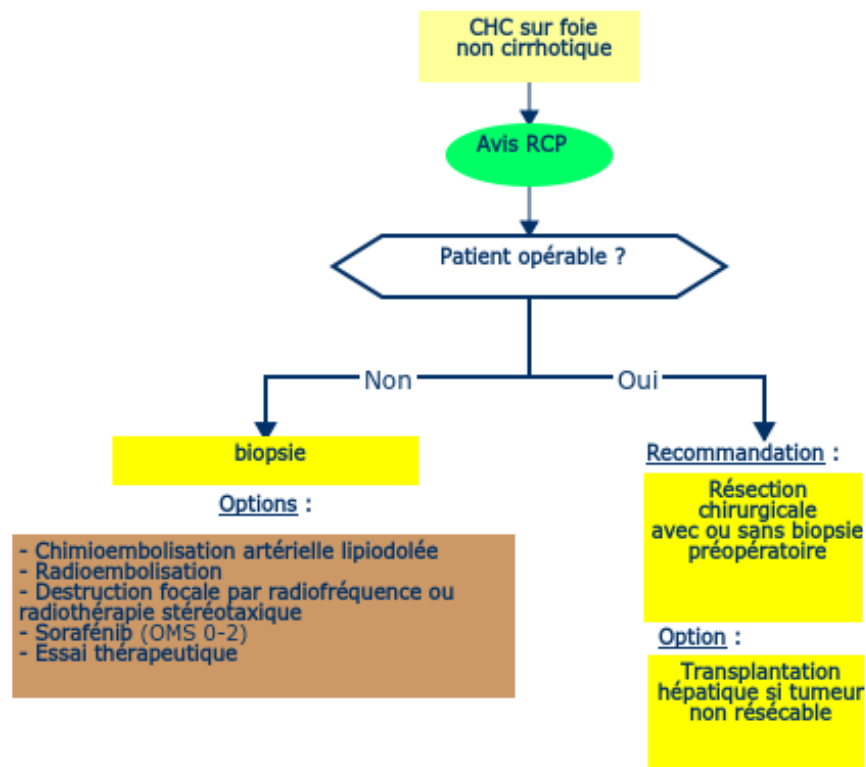 CHC sur foie
non cirrhotique
Avis RCP
Patient opérable ?
Non
Oui
biopsie
Options :
- Chimioembolisation artérielle lipiodolée
- Radioembolisation
- Destruction focale par radiofréquence ou
radiothérapie stéréotaxique
- Sorafénib (OMS 0-2)
- Essai thérapeutique
Recommandation :
Résection
chirurgicale
avec ou sans biopsie
préopératoire
Option :
Transplantation
hépatique si tumeur
non résécable